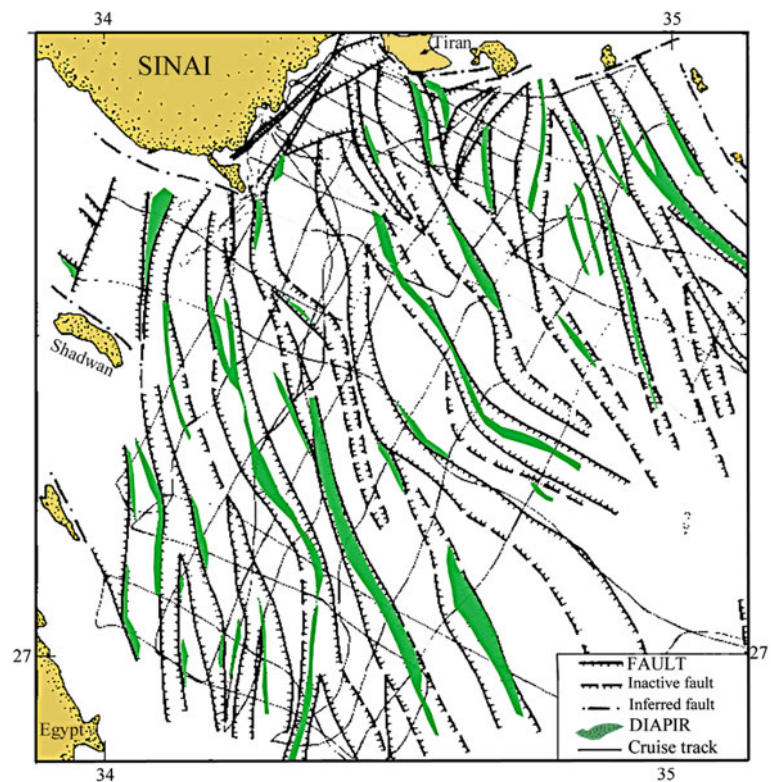 34
35
SINAI
Tiran
Shadwan
27
27
Egypt
FAULT
Inactive fault
Inferred fault
DIAPIR
Cruise track
34
35